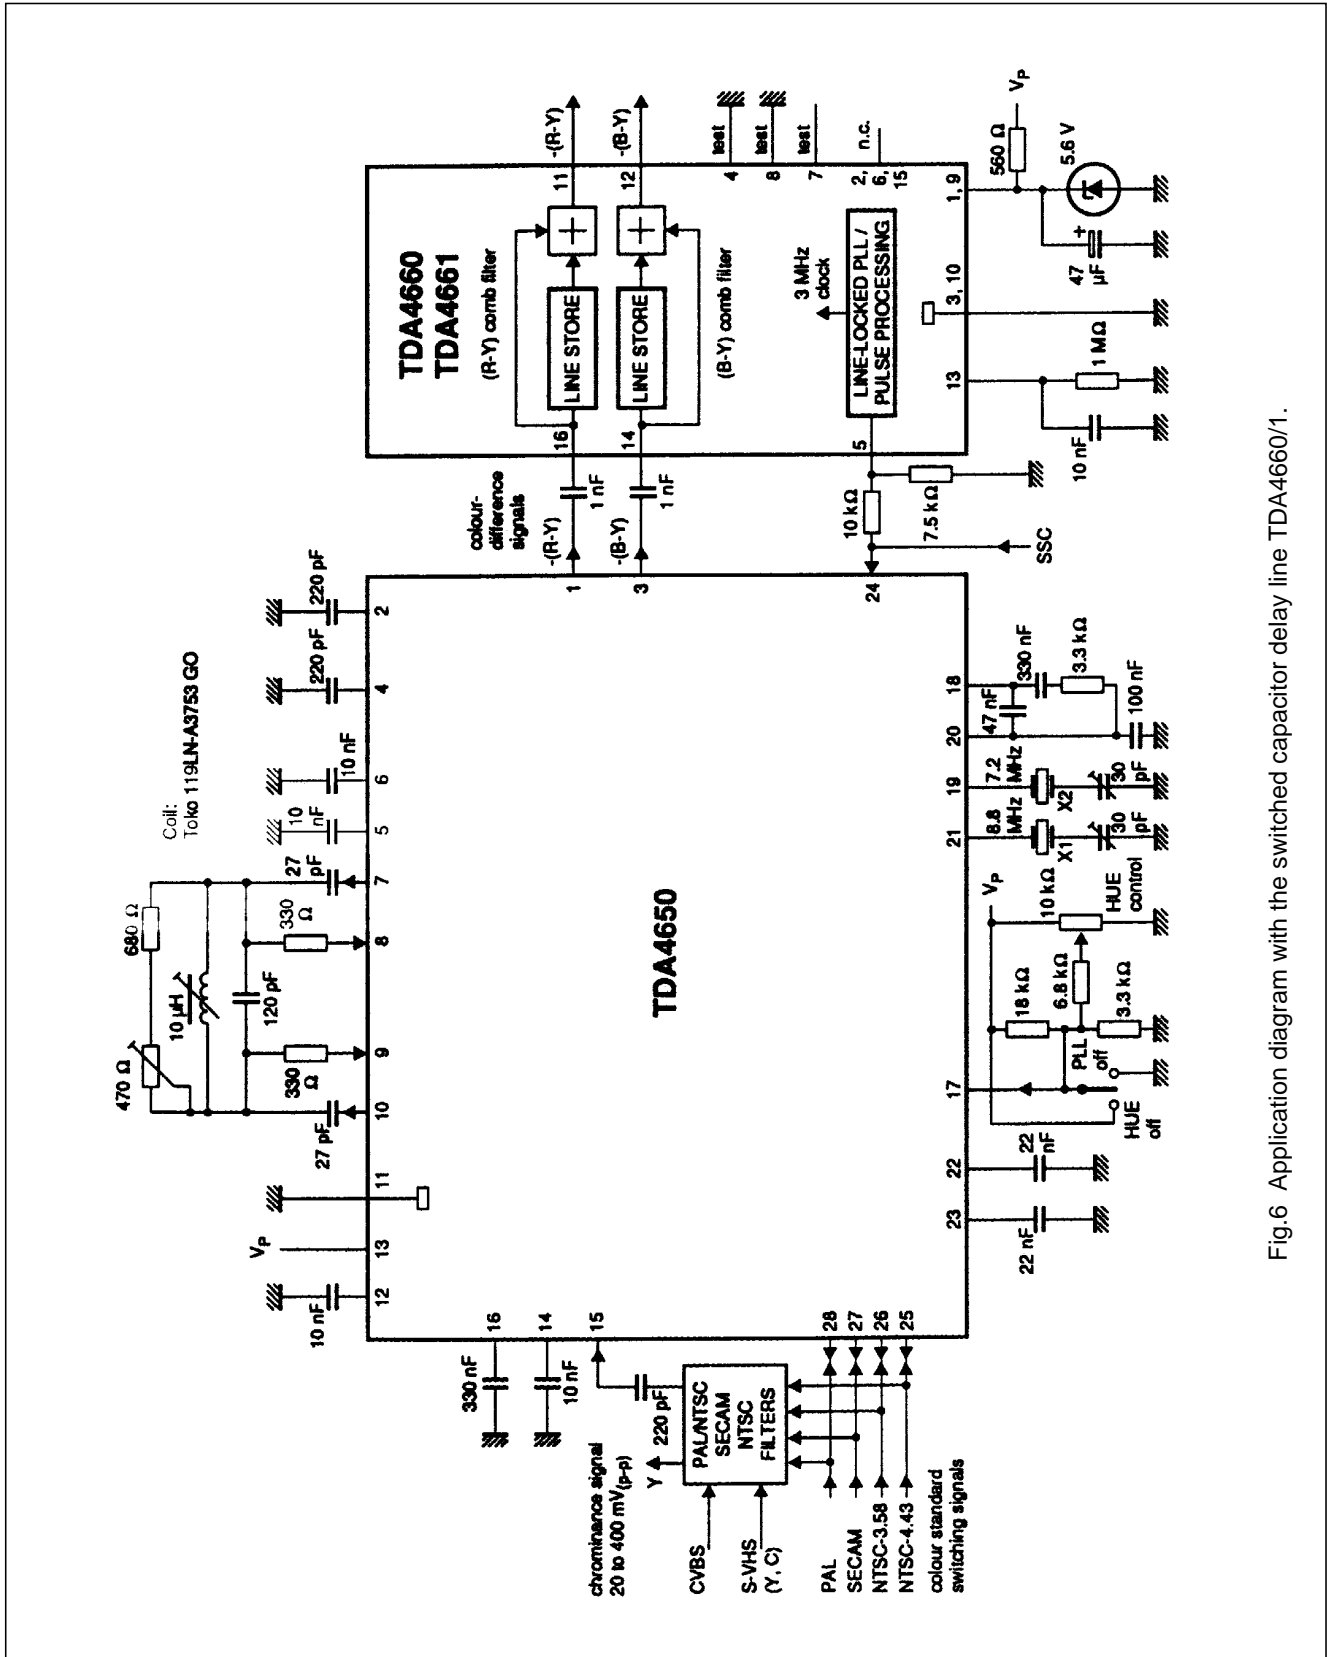 Coil:
Toko 119LN-A3753 GO
470 Ω
680 Ω
10 µH
120 pF
330
Ω
330
Ω
10 nF
VP
27 pF
27
pF
10
nF
10 nF
220 pF
220 pF
12
13
11
10
9
8
7
5
6
4
2
330 nF
16
10 nF
14
15
220 pF
chrominance signal
20 to 400 mV(p-p)
Y
PAL/NTSC
SECAM
NTSC
FILTERS
CVBS
S-VHS
(Y, C)
PAL
SECAM
NTSC-3.58
NTSC-4.43
28
27
26
25
colour standard
switching signals
TDA4650
23
22
17
21
19
20
18
22 nF
22
nF
HUE
off
PLL
off
18 kΩ
6.8 kΩ
3.3 kΩ
VP
10 kΩ
HUE
control
8.8
MHz
X1
30
pF
7.2
MHz
X2
30
pF
47 nF
330 nF
3.3 kΩ
100 nF
1
3
24
colour-
difference
signals
-(R-Y)
1 nF
-(B-Y)
1 nF
10 kΩ
7.5 kΩ
SSC
TDA4660
TDA4661
(R-Y) comb filter
16
LINE STORE
11
-(R-Y)
14
LINE STORE
12
-(B-Y)
(B-Y) comb filter
3 MHz
clock
5
LINE-LOCKED PLL /
PULSE PROCESSING
4
test
8
test
7
test
2,
6,
15
n.c.
13
3, 10
1, 9
10 nF
1 MΩ
47
µF
+
560 Ω
VP
5.6 V
Fig.6 Application diagram with the switched capacitor delay line TDA4660/1.